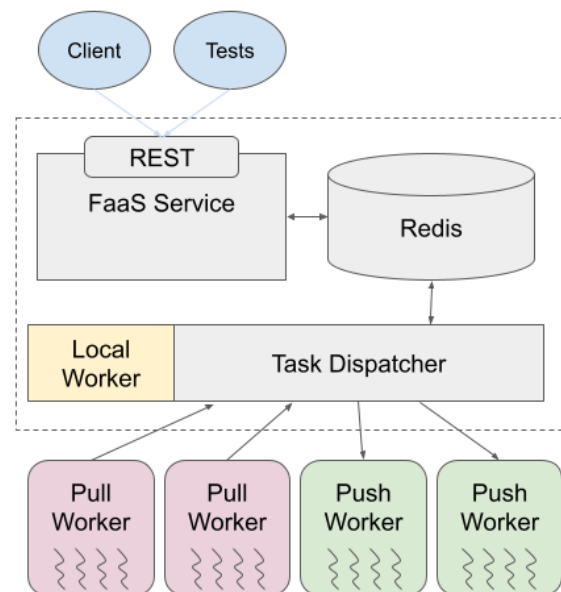 Client
Tests
REST
FaaS Service
Redis
Local
Worker
Task Dispatcher
Pull
Worker
Pull
Worker
Push
Worker
Push
Worker